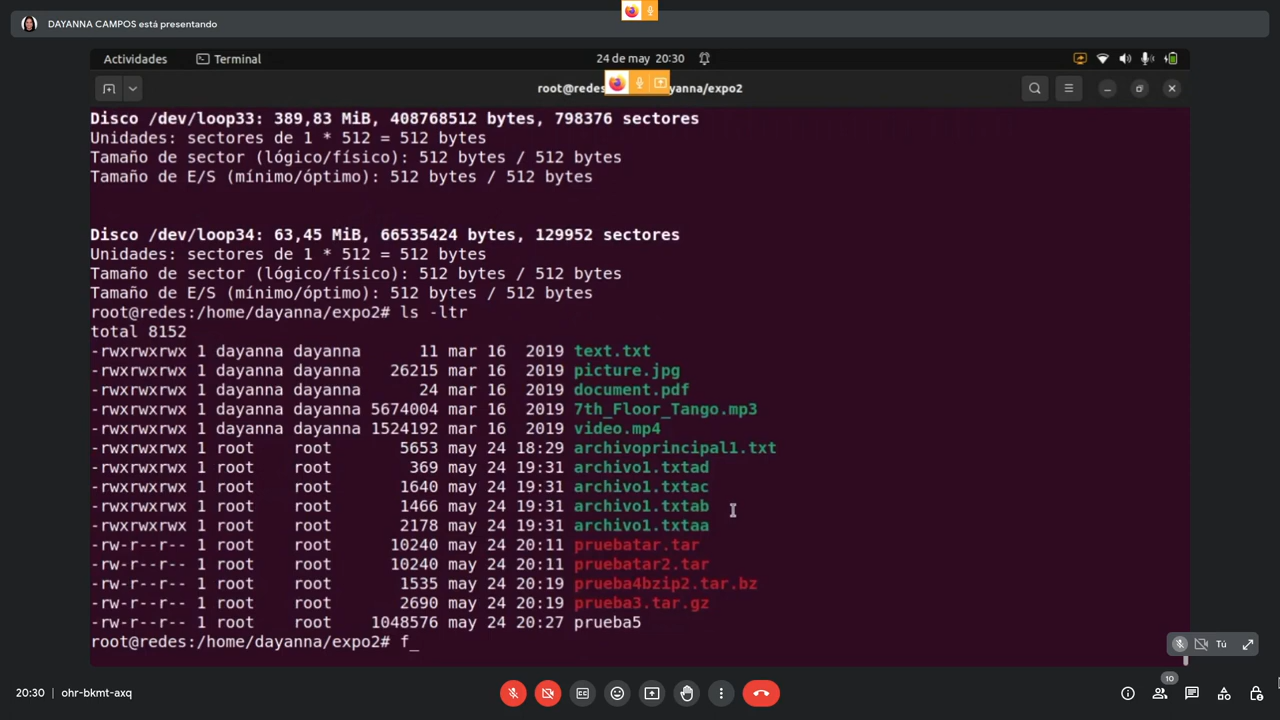 DAYANNA CAMPOS está presentando
Actividades
Terminal
24 de may 20:30
root@redes
yanna/expo2
Disco /dev/loop33: 389,83 MiB, 408768512 bytes, 798376 sectores
Unidades: sectores de 1 * 512 = 512 bytes
Tamaño de sector (lógico/físico): 512 bytes / 512 bytes
Tamaño de E/S (mínimo/óptimo): 512 bytes / 512 bytes
Disco /dev/loop34: 63,45 MiB, 66535424 bytes, 129952 sectores
Unidades: sectores de 1 * 512 = 512 bytes
Tamaño de sector (lógico/físico): 512 bytes / 512 bytes
Tamaño de E/S (mínimo/óptimo): 512 bytes / 512 bytes
root@redes:/home/dayanna/expo2# ls -ltr
total 8152
-rwxrwxrwx 1 dayanna dayanna      11 mar 16  2019 text.txt
-rwxrwxrwx 1 dayanna dayanna   26215 mar 16  2019 picture.jpg
-rwxrwxrwx 1 dayanna dayanna      24 mar 16  2019 document.pdf
-rwxrwxrwx 1 dayanna dayanna 5674004 mar 16  2019 7th_Floor_Tango.mp3
-rwxrwxrwx 1 dayanna dayanna 1524192 mar 16  2019 video.mp4
-rwxrwxrwx 1 root    root       5653 may 24 18:29 archivoprincipal1.txt
-rwxrwxrwx 1 root    root        369 may 24 19:31 archivo1.txtad
-rwxrwxrwx 1 root    root       1640 may 24 19:31 archivo1.txtac
-rwxrwxrwx 1 root    root       1466 may 24 19:31 archivo1.txtab
-rwxrwxrwx 1 root    root       2178 may 24 19:31 archivo1.txtaa
-rw-r--r-- 1 root    root      10240 may 24 20:11 pruebatar.tar
-rw-r--r-- 1 root    root      10240 may 24 20:11 pruebatar2.tar
-rw-r--r-- 1 root    root       1535 may 24 20:19 prueba4bzip2.tar.bz
-rw-r--r-- 1 root    root       2690 may 24 20:19 prueba3.tar.gz
-rw-r--r-- 1 root    root    1048576 may 24 20:27 prueba5
root@redes:/home/dayanna/expo2# f_
Tú
20:30
ohr-bkmt-axq
10